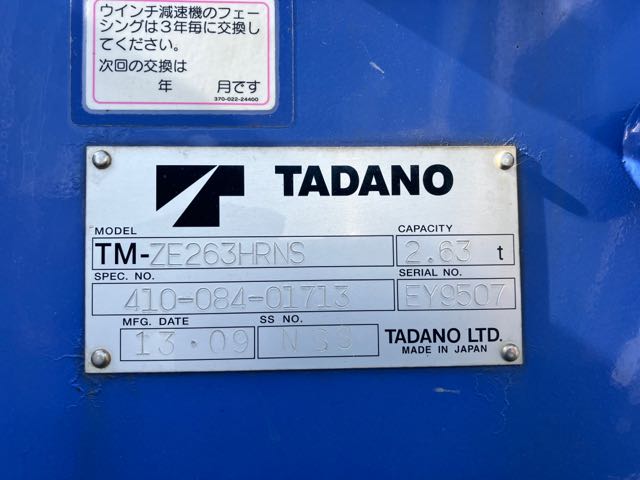 ウインチ減速機のフェー
シングは3年毎に交換し
てください。
次回の交換は
年 月です
370-022-24400
TADANO
MODEL CAPACITY
TM-ZE263HRNS 2.63 t
SPEC. NO. SERIAL NO.
410-084-01713 EY9507
MFG. DATE SS NO.
13・09 TADANO LTD.
MADE IN JAPAN